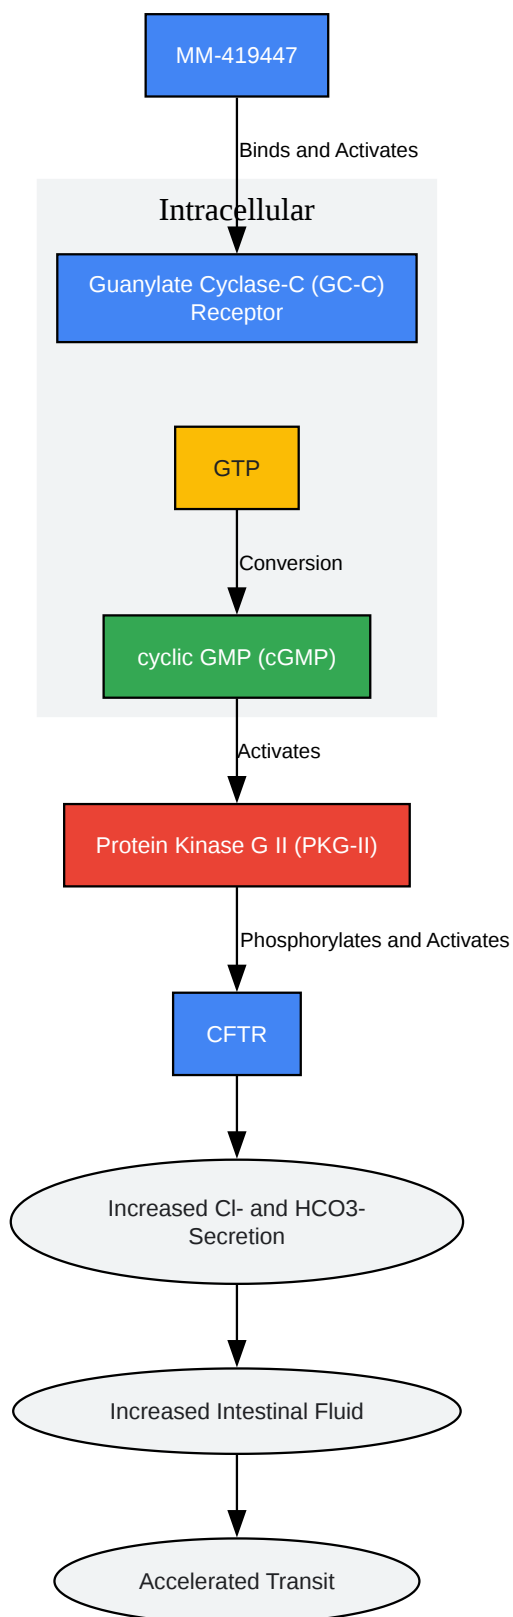 MM-419447
Binds and Activates
Intracellular
Guanylate Cyclase-C (GC-C)
Receptor
GTP
Conversion
cyclic GMP (cGMP)
Activates
Protein Kinase G II (PKG-II)
Phosphorylates and Activates
CFTR
Increased Cl- and HCO3-
Secretion
Increased Intestinal Fluid
Accelerated Transit